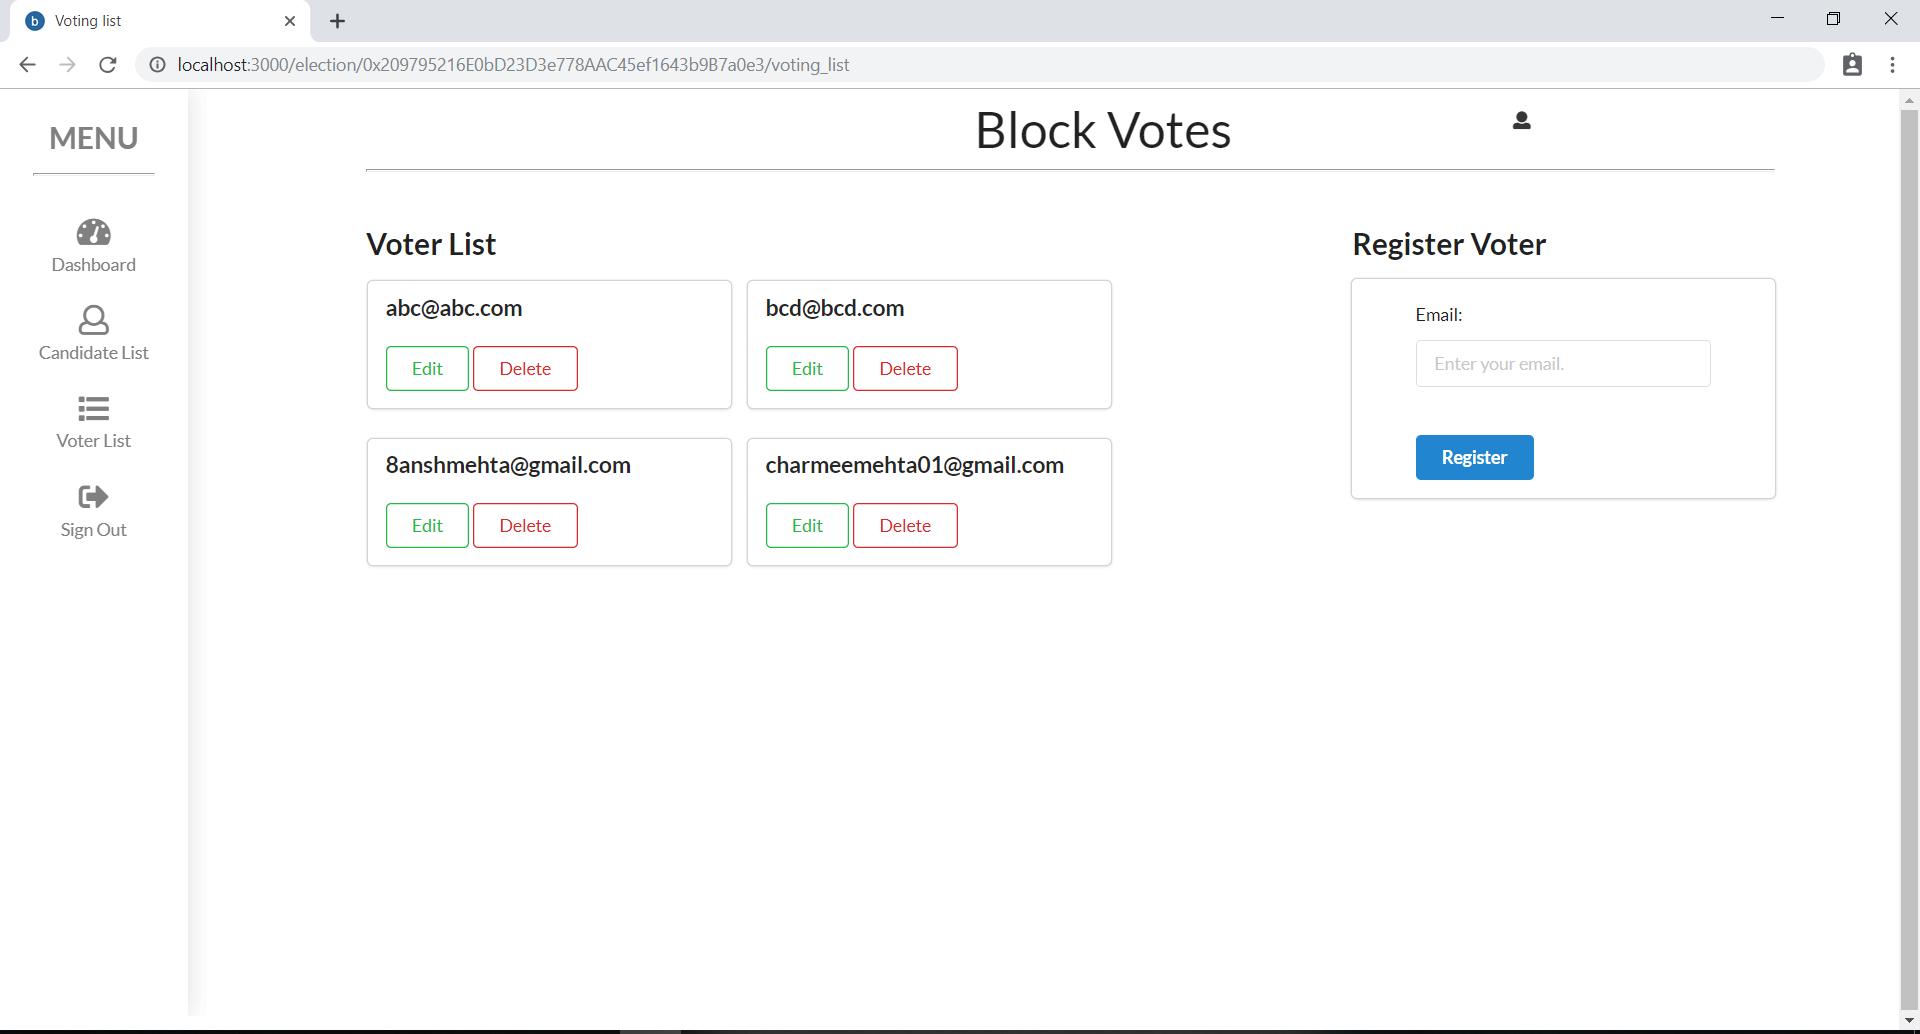 Voting list
localhost:3000/election/0x209795216E0bD23D3e778AAC45ef1643b9B7a0e3/voting_list
MENU
Dashboard
Candidate List
Voter List
Sign Out
Block Votes
Voter List
abc@abc.com
Edit Delete
bcd@bcd.com
Edit Delete
8anshmehta@gmail.com
Edit Delete
charmeemehta01@gmail.com
Edit Delete
Register Voter
Email:
Enter your email.
Register